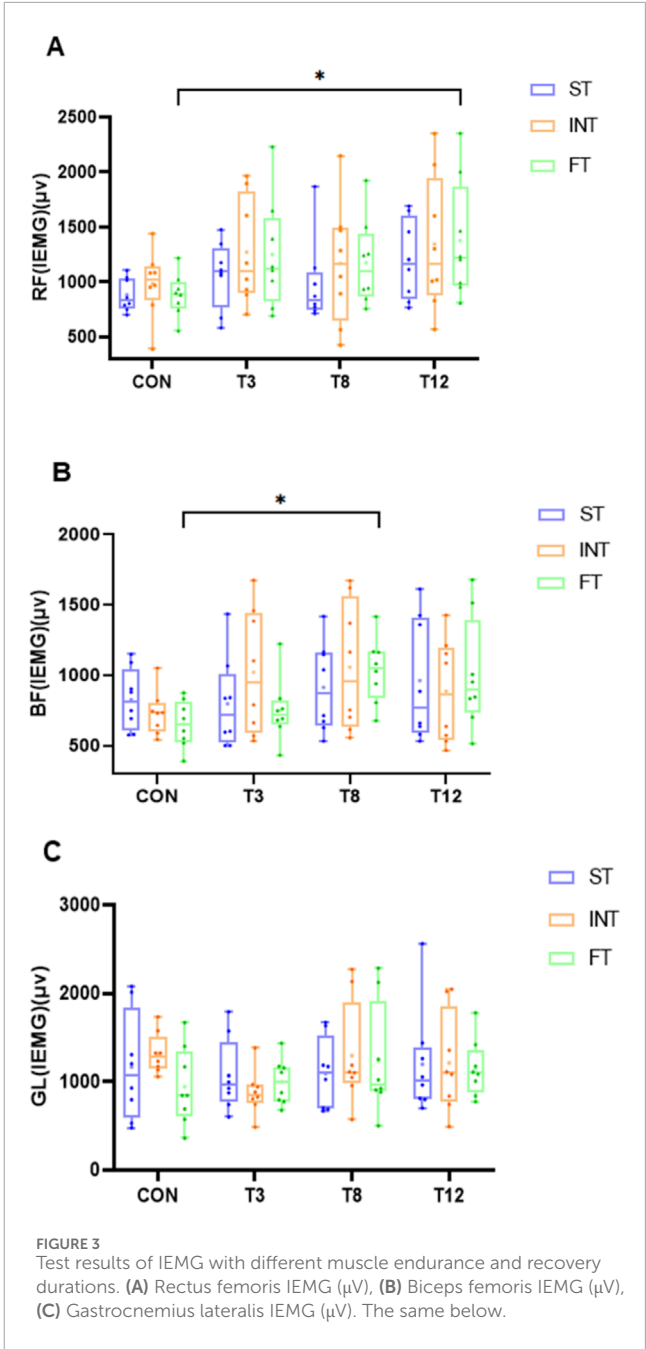 A
*
ST
INT
FT
RF(IEMG)(μv)
2500
2000
1500
1000
500
CON T3 T8 T12
B
*
ST
INT
FT
BF(IEMG)(μv)
2000
1500
1000
500
CON T3 T8 T12
C
ST
INT
FT
GL(IEMG)(μv)
3000
2000
1000
0
CON T3 T8 T12
FIGURE 3
Test results of IEMG with different muscle endurance and recovery
durations. (A) Rectus femoris IEMG (μV), (B) Biceps femoris IEMG (μV),
(C) Gastrocnemius lateralis IEMG (μV). The same below.